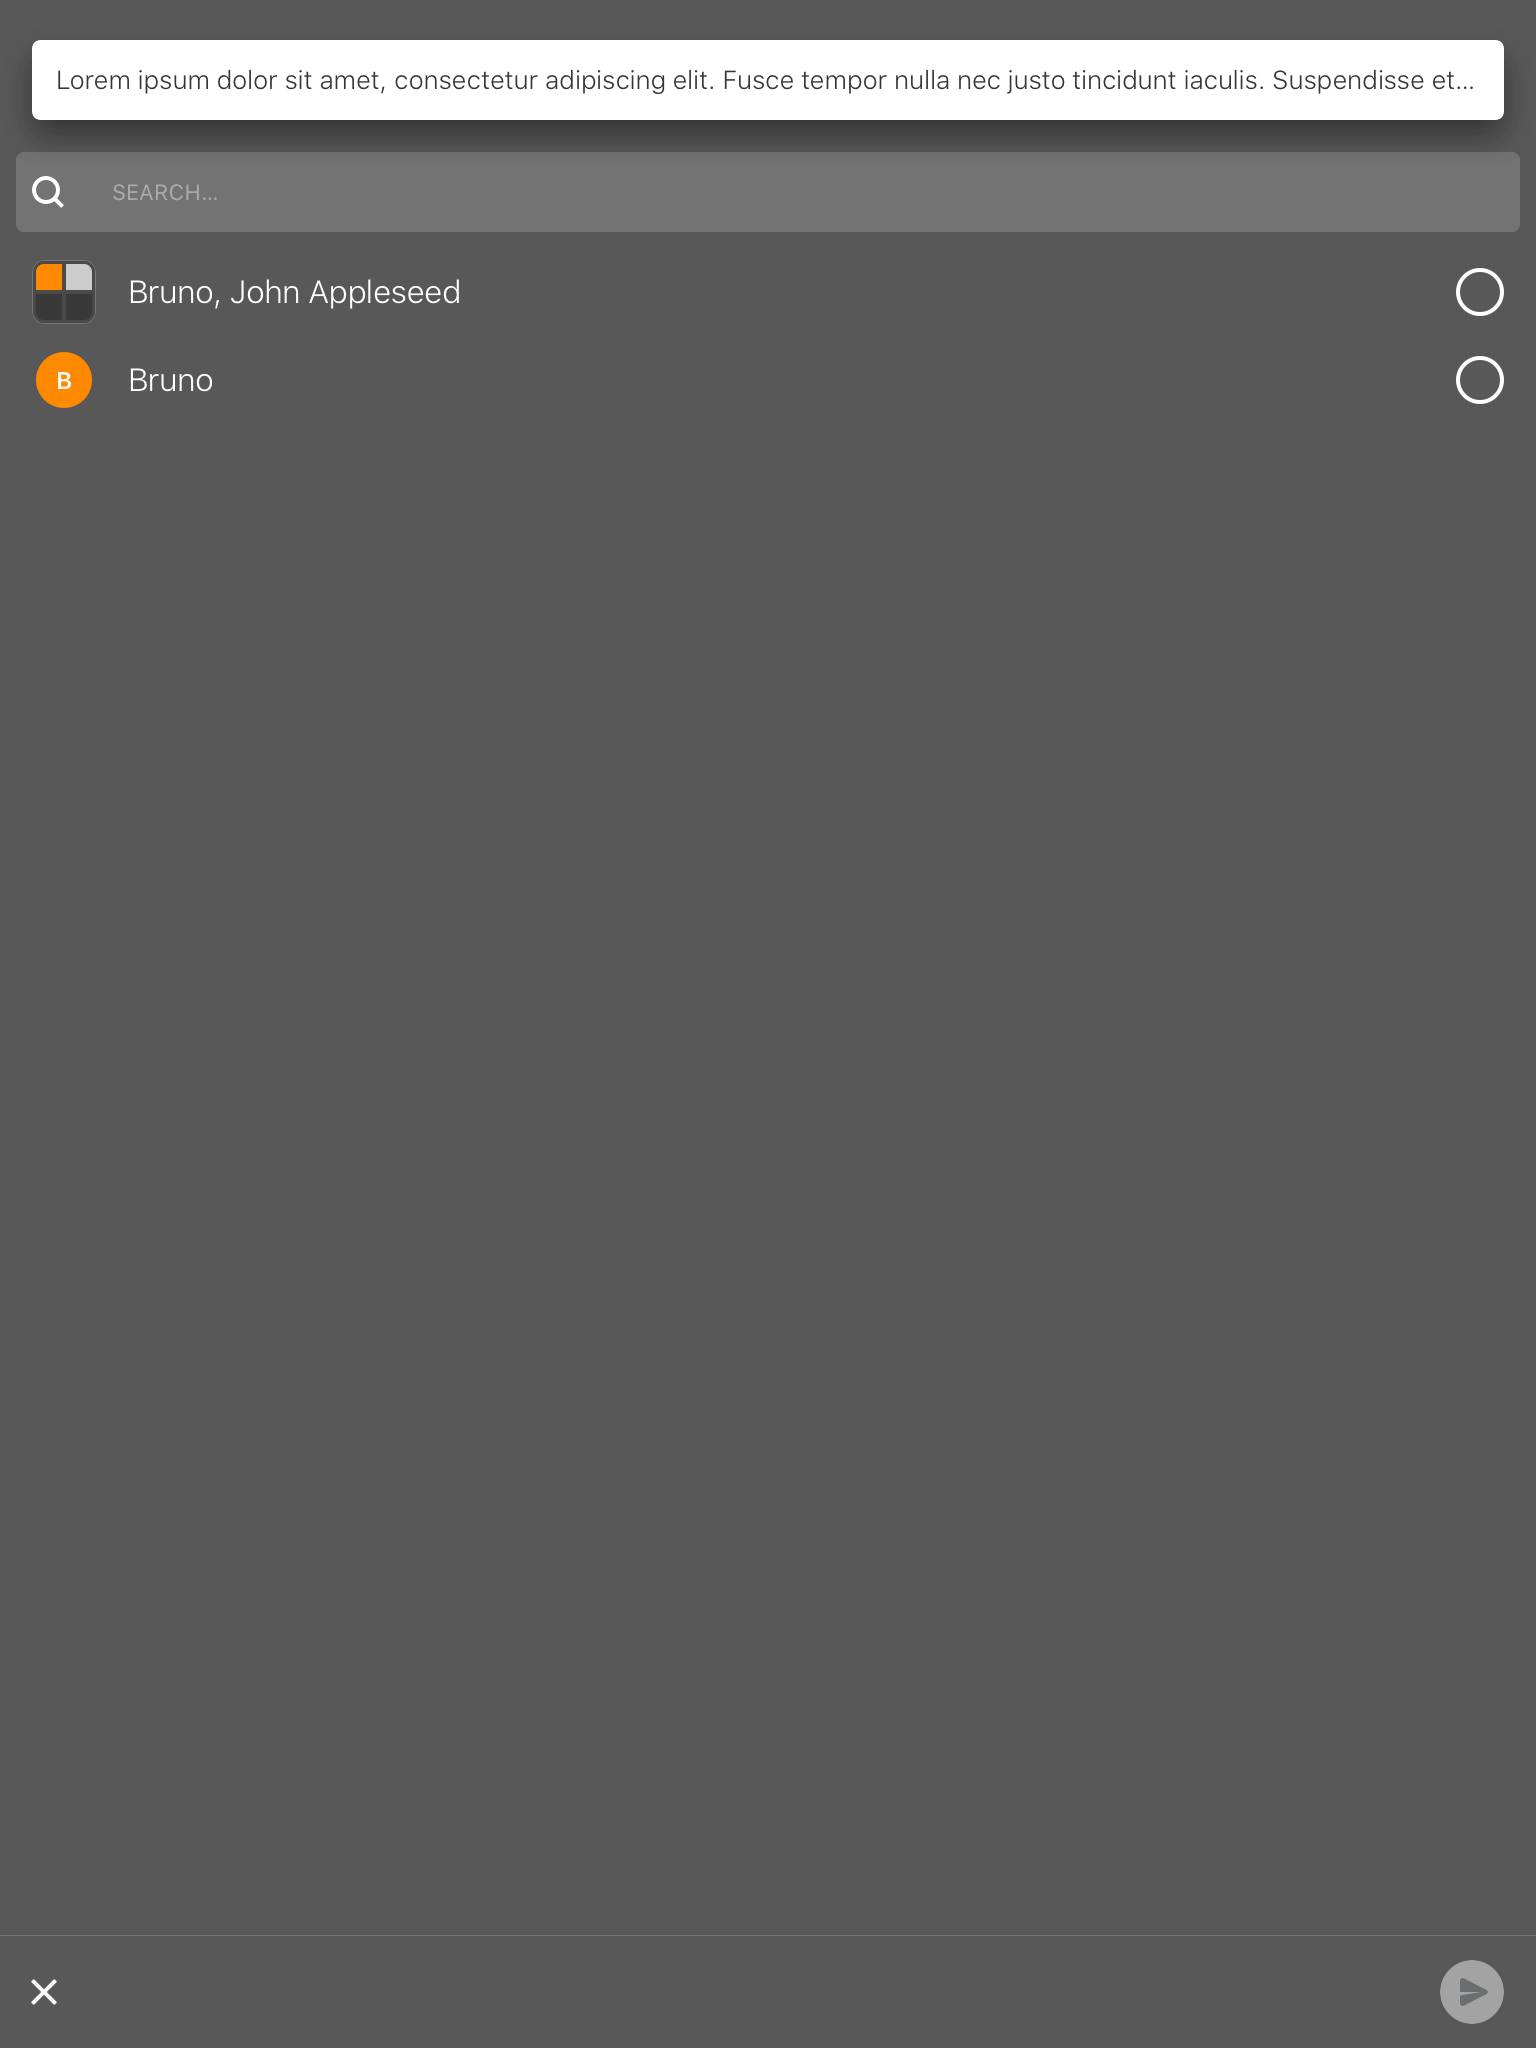 Lorem ipsum dolor sit amet, consectetur adipiscing elit. Fusce tempor nulla nec justo tincidunt iaculis. Suspendisse et...
SEARCH...
Bruno, John Appleseed
B
Bruno